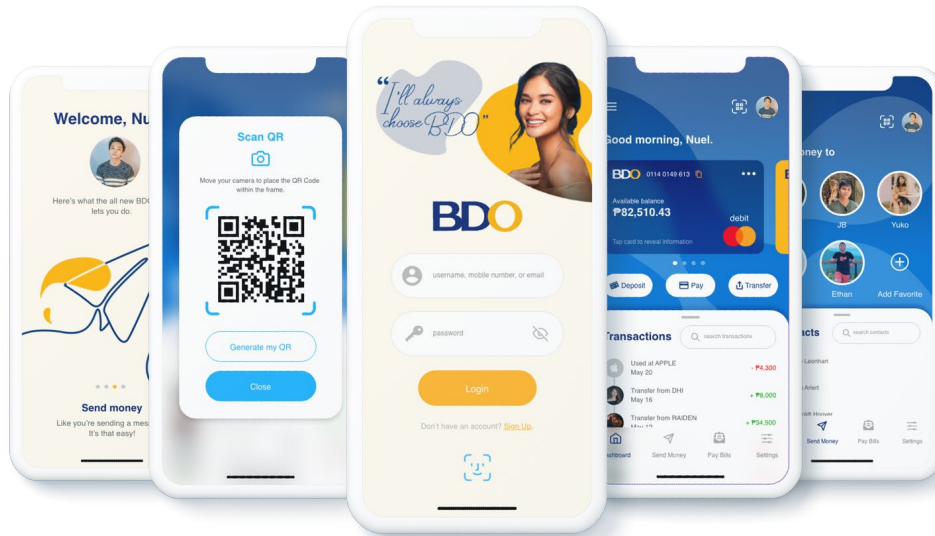 Welcome, Nu
Here's what the all new BDO
lets you do.
Send money
Like you're sending a mes
It's that easy!
Scan QR
Move your camera to place the QR Code
within the frame.
Generate my QR
Close
“I'll always
choose BDO”
BDO
username, mobile number, or email
password
Login
Don't have an account? Sign Up.
Good morning, Nuel.
BDO 0114 0149 613
Available balance
₱82,510.43
debit
Tap card to reveal information
Deposit
Pay
Transfer
Transactions
search transactions
Used at APPLE
May 20
- ₱4,300
Transfer from DHI
May 16
+ ₱9,000
Transfer from RAIDEN
+ ₱34,500
Dashboard
Send Money
Pay Bills
Settings
oney to
JB
Yuko
Ethan
Add Favorite
acts
search contacts
Leonhart
Arlert
Hoover
Send Money
Pay Bills
Settings